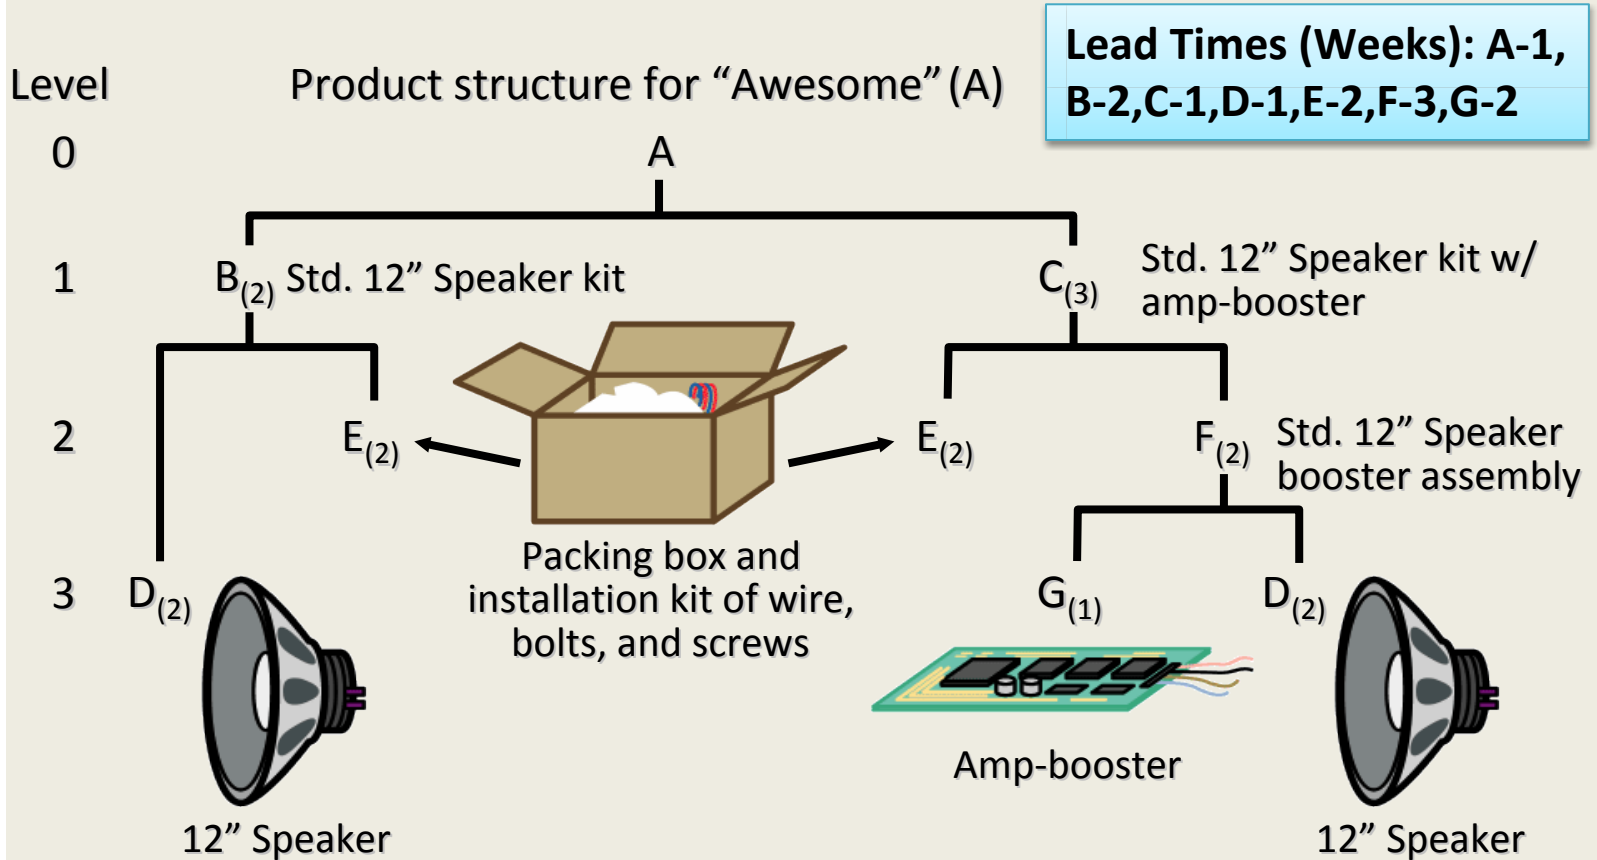 Lead Times (Weeks): A-1,
B-2,C-1,D-1,E-2,F-3,G-2
Level
Product structure for “Awesome” (A)
0
A
1
B(2) Std. 12” Speaker kit
C(3)
Std. 12” Speaker kit w/
amp-booster
2
E(2)
E(2)
F(2)
Std. 12” Speaker
booster assembly
Packing box and
installation kit of wire,
bolts, and screws
3
D(2)
G(1)
D(2)
Amp-booster
12” Speaker
12” Speaker